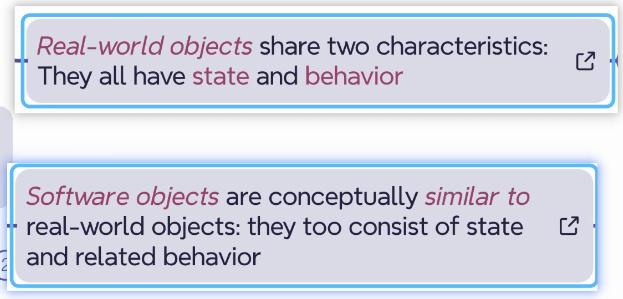 Real-world objects share two characteristics:
They all have state and behavior
Software objects are conceptually similar to
real-world objects: they too consist of state
and related behavior
2